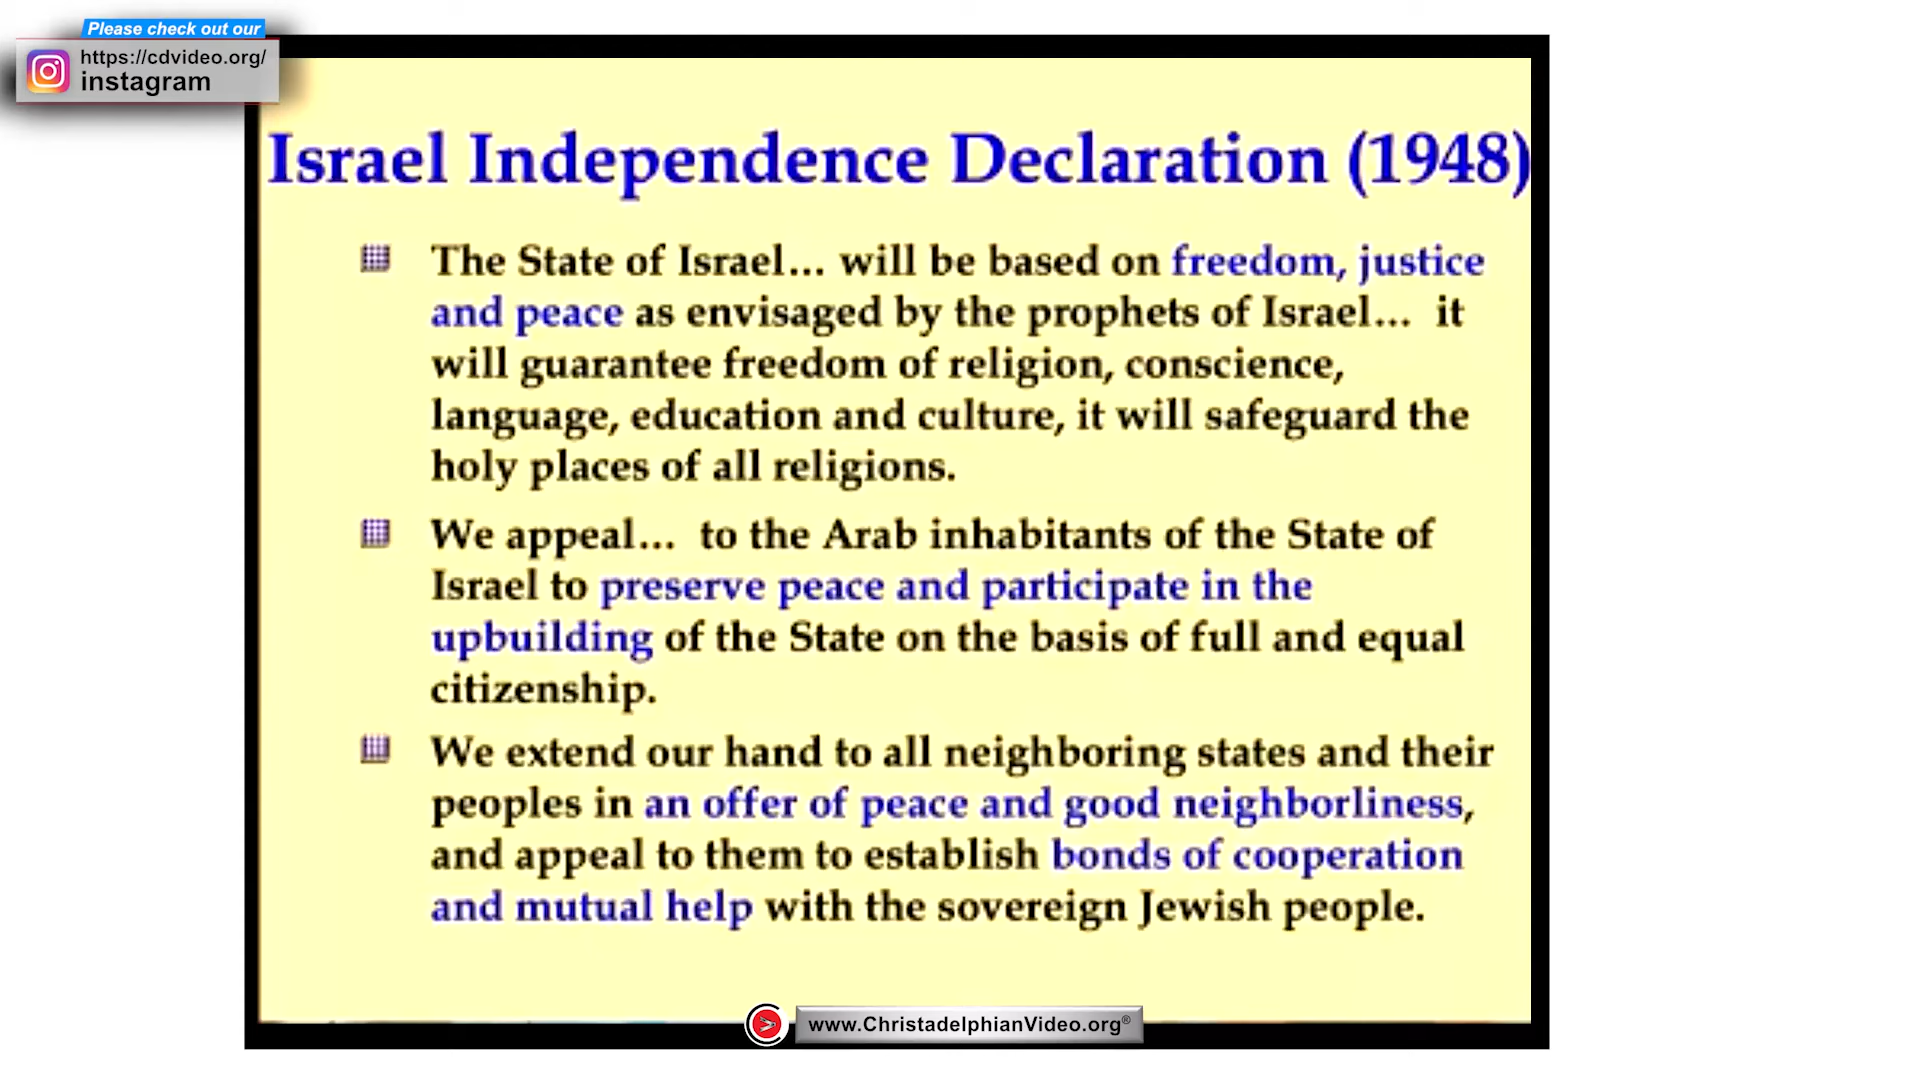 Please check out our
https://cdvideo.org/
instagram
Israel Independence Declaration (1948)
The State of Israel... will be based on freedom, justice
and peace as envisaged by the prophets of Israel... it
will guarantee freedom of religion, conscience,
language, education and culture, it will safeguard the
holy places of all religions.
We appeal... to the Arab inhabitants of the State of
Israel to preserve peace and participate in the
upbuilding of the State on the basis of full and equal
citizenship.
We extend our hand to all neighboring states and their
peoples in an offer of peace and good neighborliness,
and appeal to them to establish bonds of cooperation
and mutual help with the sovereign Jewish people.
www.ChristadelphianVideo.org®